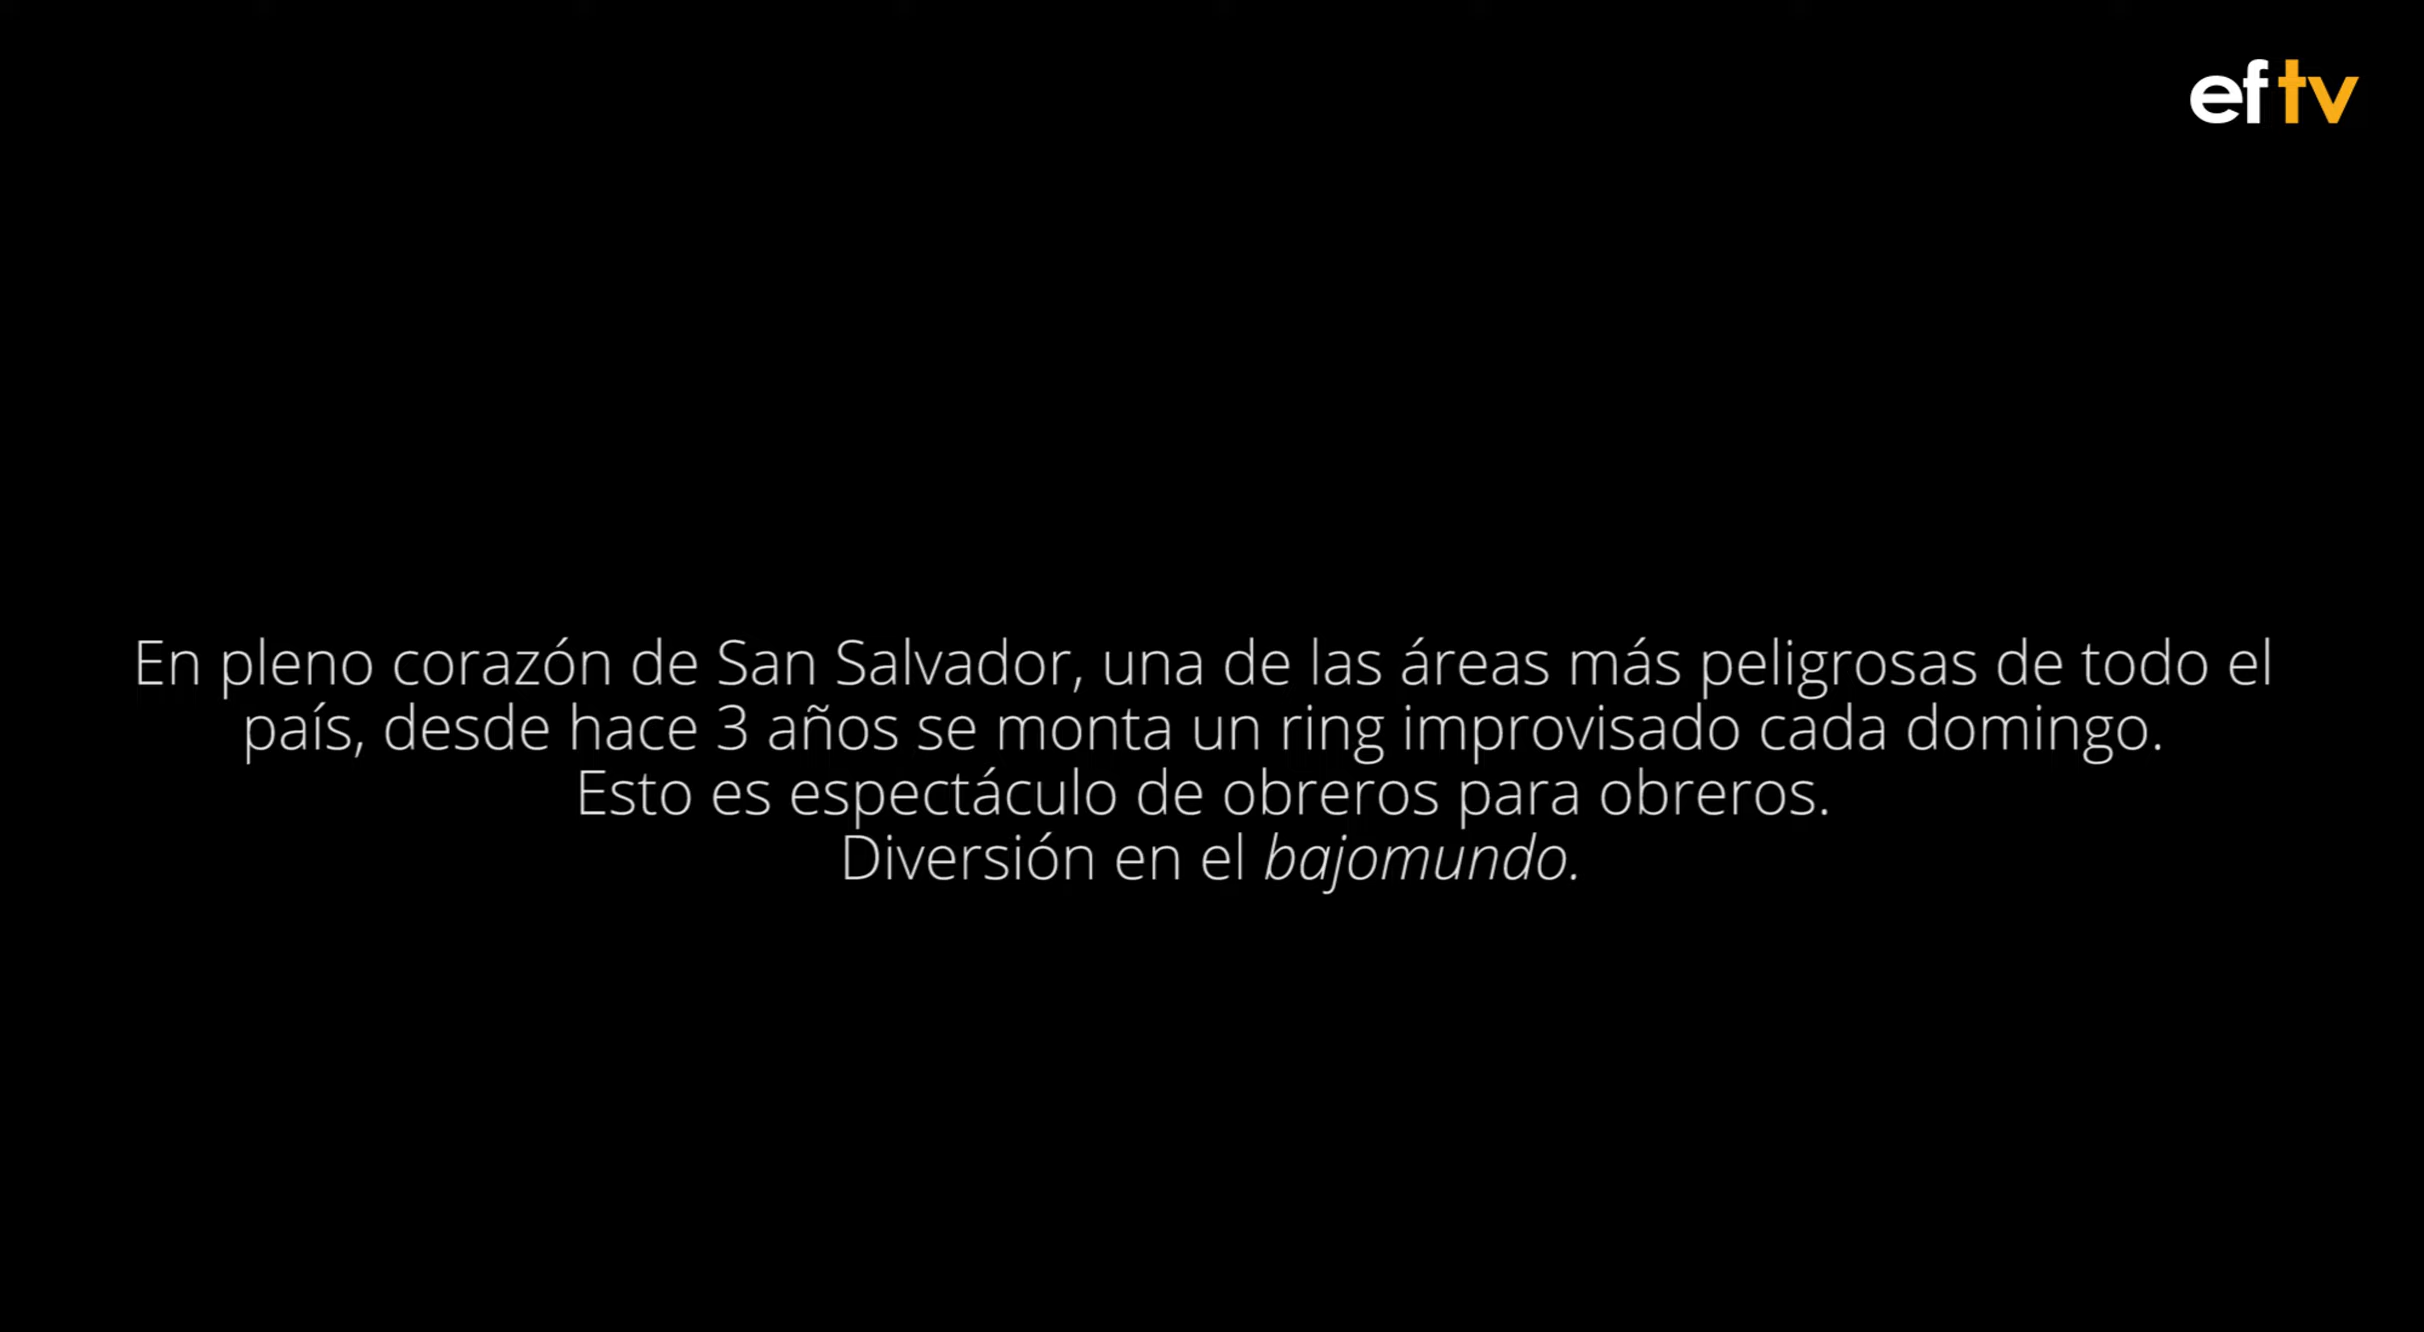 eftv
En pleno corazón de San Salvador, una de las áreas más peligrosas de todo el
país, desde hace 3 años se monta un ring improvisado cada domingo.
Esto es espectáculo de obreros para obreros.
Diversión en el bajomundo.